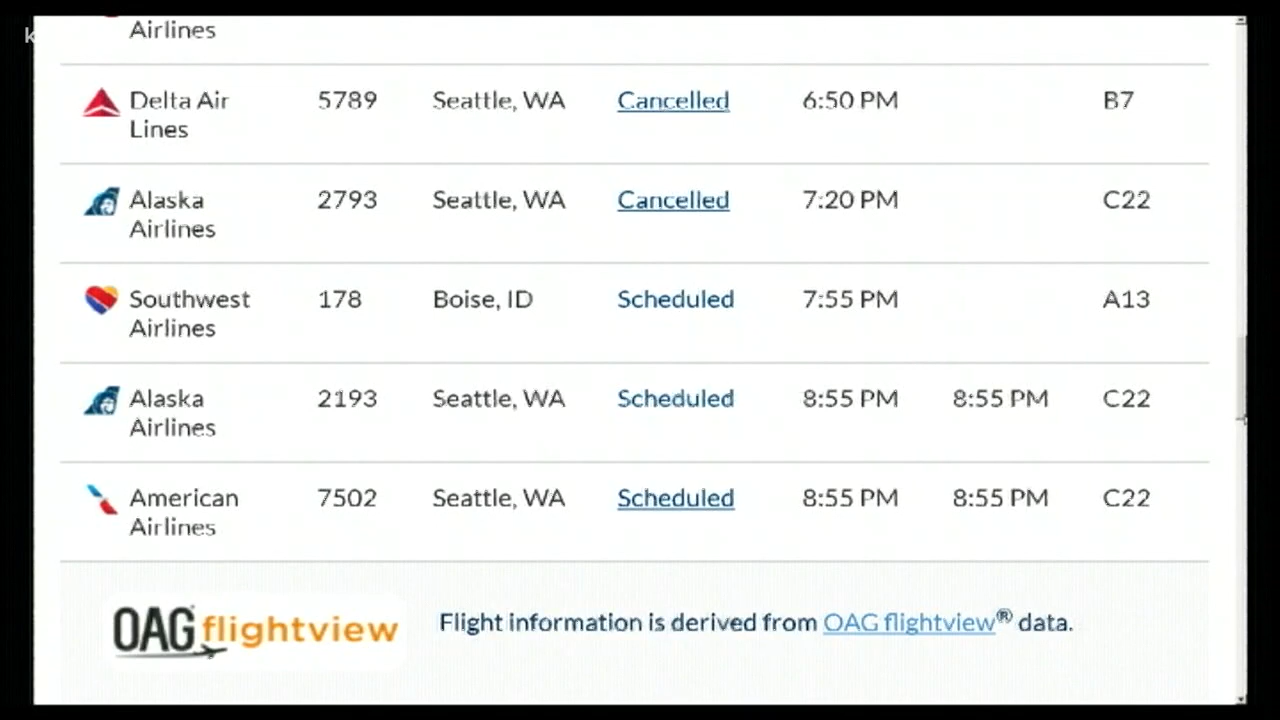 k
Airlines
Delta Air Lines 5789 Seattle, WA Cancelled 6:50 PM B7
Alaska Airlines 2793 Seattle, WA Cancelled 7:20 PM C22
Southwest Airlines 178 Boise, ID Scheduled 7:55 PM A13
Alaska Airlines 2193 Seattle, WA Scheduled 8:55 PM 8:55 PM C22
American Airlines 7502 Seattle, WA Scheduled 8:55 PM 8:55 PM C22
OAG flightview Flight information is derived from OAG flightview® data.